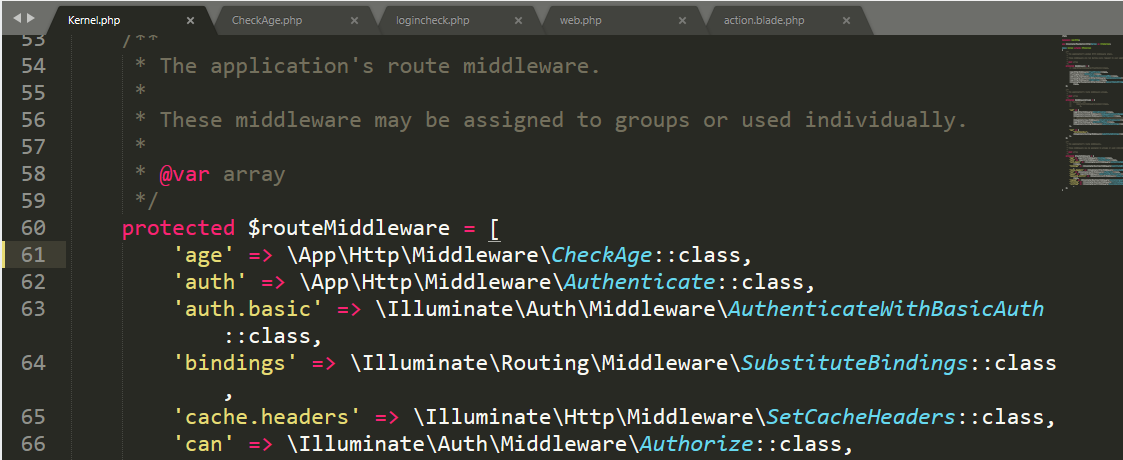 Kernel.php × CheckAge.php × logincheck.php × web.php × action.blade.php ×
53 /**
54 * The application's route middleware.
55 *
56 * These middleware may be assigned to groups or used individually.
57 *
58 * @var array
59 */
60 protected $routeMiddleware = [
61 'age' => \App\Http\Middleware\CheckAge::class,
62 'auth' => \App\Http\Middleware\Authenticate::class,
63 'auth.basic' => \Illuminate\Auth\Middleware\AuthenticateWithBasicAuth
::class,
64 'bindings' => \Illuminate\Routing\Middleware\SubstituteBindings::class
,
65 'cache.headers' => \Illuminate\Http\Middleware\SetCacheHeaders::class,
66 'can' => \Illuminate\Auth\Middleware\Authorize::class,